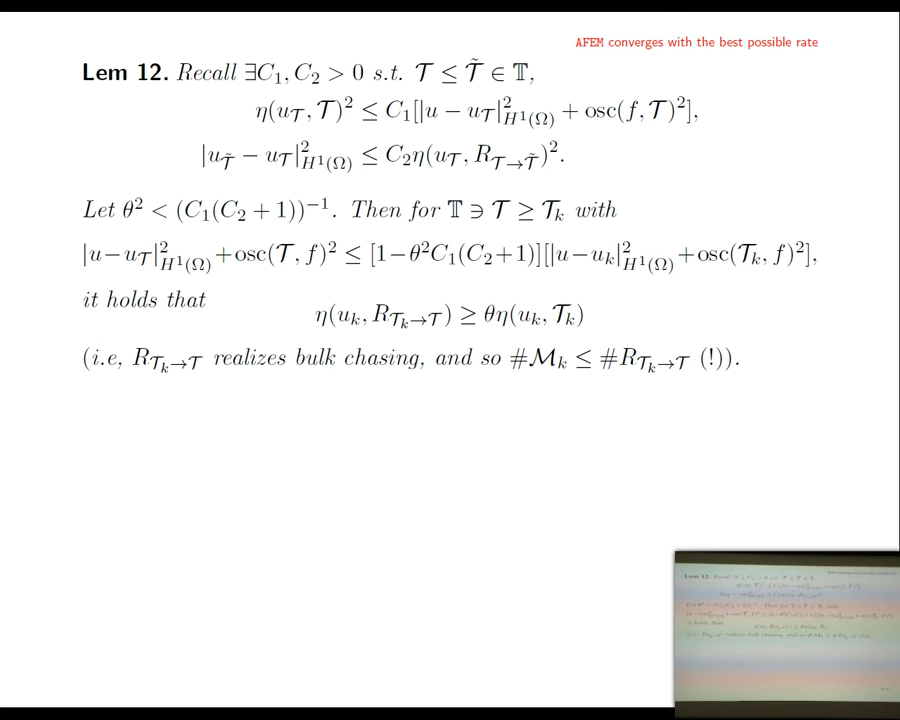 AFEM converges with the best possible rate
Lem 12. Recall ∃C₁, C₂ > 0 s.t. 𝒯 ≤ 𝒯̃ ∈ 𝕋,
η(u_𝒯, 𝒯)² ≤ C₁[|u − u_𝒯|²_{H¹(Ω)} + osc(f, 𝒯)²],
|u_𝒯̃ − u_𝒯|²_{H¹(Ω)} ≤ C₂η(u_𝒯, R_{𝒯→𝒯̃})².
Let θ² < (C₁(C₂ + 1))⁻¹. Then for 𝕋 ∋ 𝒯 ≥ 𝒯_k with
|u−u_𝒯|²_{H¹(Ω)}+osc(𝒯, f)² ≤ [1−θ²C₁(C₂+1)][|u−u_k|²_{H¹(Ω)}+osc(𝒯_k, f)²],
it holds that
η(u_k, R_{𝒯_k→𝒯}) ≥ θη(u_k, 𝒯_k)
(i.e, R_{𝒯_k→𝒯} realizes bulk chasing, and so #ℳ_k ≤ #R_{𝒯_k→𝒯} (!)).